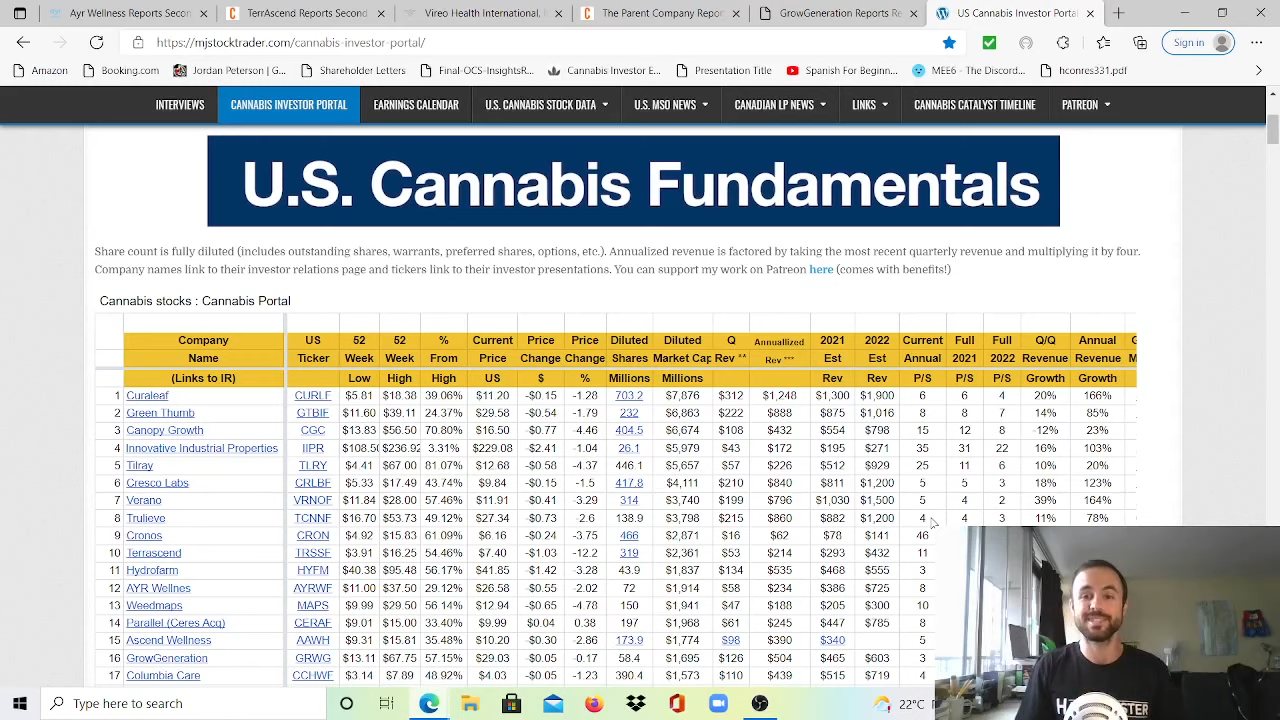 Ayr Wellness Reports Second
TerrAscend Reports Second
Vireo Health International,
The Parent Company Repor
GrowGeneration Reports Re
US Cannabis Investor Portal
https://mjstocktrader.com/cannabis-investor-portal/
Sign in
Amazon
Booking.com
Jordan Peterson | G...
Shareholder Letters
Final-OCS-Insights...
Cannabis Investor E...
Presentation Title
Spanish For Beginn...
MEE6 - The Discord...
hconres331.pdf
INTERVIEWS
CANNABIS INVESTOR PORTAL
EARNINGS CALENDAR
U.S. CANNABIS STOCK DATA
U.S. MSO NEWS
CANADIAN LP NEWS
LINKS
CANNABIS CATALYST TIMELINE
PATREON
U.S. Cannabis Fundamentals
Share count is fully diluted (includes outstanding shares, warrants, preferred shares, options, etc.). Annualized revenue is factored by taking the most recent quarterly revenue and multiplying it by four.
Company names link to their investor relations page and tickers link to their investor presentations. You can support my work on Patreon here (comes with benefits!)
Cannabis stocks : Cannabis Portal
Company US 52 52 % Current Price Price Diluted Diluted Q Annuallized 2021 2022 Current Full Full Q/Q Annual
Name Ticker Week Week From Price Change Change Shares Market Cap Rev ** Rev *** Est Est Annual 2021 2022 Revenue Revenue
(Links to IR) Low High High US $ % Millions Millions Rev Rev P/S P/S P/S Growth Growth
1 Curaleaf CURLF $5.81 $18.38 39.06% $11.20 -$0.15 -1.28 703.2 $7,876 $312 $1,248 $1,300 $1,900 6 6 4 20% 166%
2 Green Thumb GTBIF $11.60 $39.11 24.37% $29.58 -$0.54 -1.79 232 $6,863 $222 $888 $875 $1,016 8 8 7 14% 85%
3 Canopy Growth CGC $13.83 $56.50 70.80% $16.50 -$0.77 -4.46 404.5 $6,674 $108 $432 $554 $798 15 12 8 -12% 23%
4 Innovative Industrial Properties IIPR $108.50 $236.92 3.31% $229.08 -$2.41 -1.04 26.1 $5,979 $43 $172 $195 $271 35 31 22 16% 103%
5 Tilray TLRY $4.41 $67.00 81.07% $12.68 -$0.58 -4.37 446.1 $5,657 $57 $226 $512 $929 25 11 6 10% 20%
6 Cresco Labs CRLBF $5.33 $17.49 43.74% $9.84 -$0.15 -1.5 417.8 $4,111 $210 $840 $811 $1,200 5 5 3 18% 123%
7 Verano VRNOF $11.84 $28.00 57.46% $11.91 -$0.41 -3.29 314 $3,740 $199 $796 $1,030 $1,500 5 4 2 39% 164%
8 Trulieve TCNNF $16.70 $53.73 49.12% $27.34 -$0.73 -2.6 138.9 $3,798 $215 $860 $882 $1,200 4 4 3 11% 78%
9 Cronos CRON $4.92 $15.83 61.09% $6.16 -$0.24 -3.75 466 $2,871 $16 $62 $78 $141 46
10 Terrascend TRSSF $3.91 $16.25 54.46% $7.40 -$1.03 -12.2 319 $2,361 $53 $214 $293 $432 11
11 Hydrofarm HYFM $40.38 $95.48 56.17% $41.85 -$1.42 -3.28 43.9 $1,837 $134 $535 $468 $555 3
12 AYR Wellnes AYRWF $11.00 $37.50 29.12% $26.58 -$0.55 -2.02 72 $1,914 $58 $234 $386 $725 8
13 Weedmaps MAPS $9.99 $29.50 56.14% $12.94 -$0.65 -4.78 150 $1,941 $47 $188 $205 $300 10
14 Parallel (Ceres Acq) CERAF $9.01 $15.00 33.40% $9.99 $0.04 0.38 197 $1,968 $61 $245 $447 $785 8
15 Ascend Wellness AAWH $9.31 $15.81 35.48% $10.20 -$0.30 -2.86 173.9 $1,774 $98 $390 $340 5
16 GrowGeneration GRWG $13.11 $67.75 57.15% $29.03 -$0.05 -0.17 58.4 $1,695 $126 $504 $465 $603 3
17 Columbia Care CCHWF $3.14 $7.89 48.92% $4.03 -$0.05 -1.23 390.4 $1,573 $110 $439 $515 $719 4
Type here to search
22°C